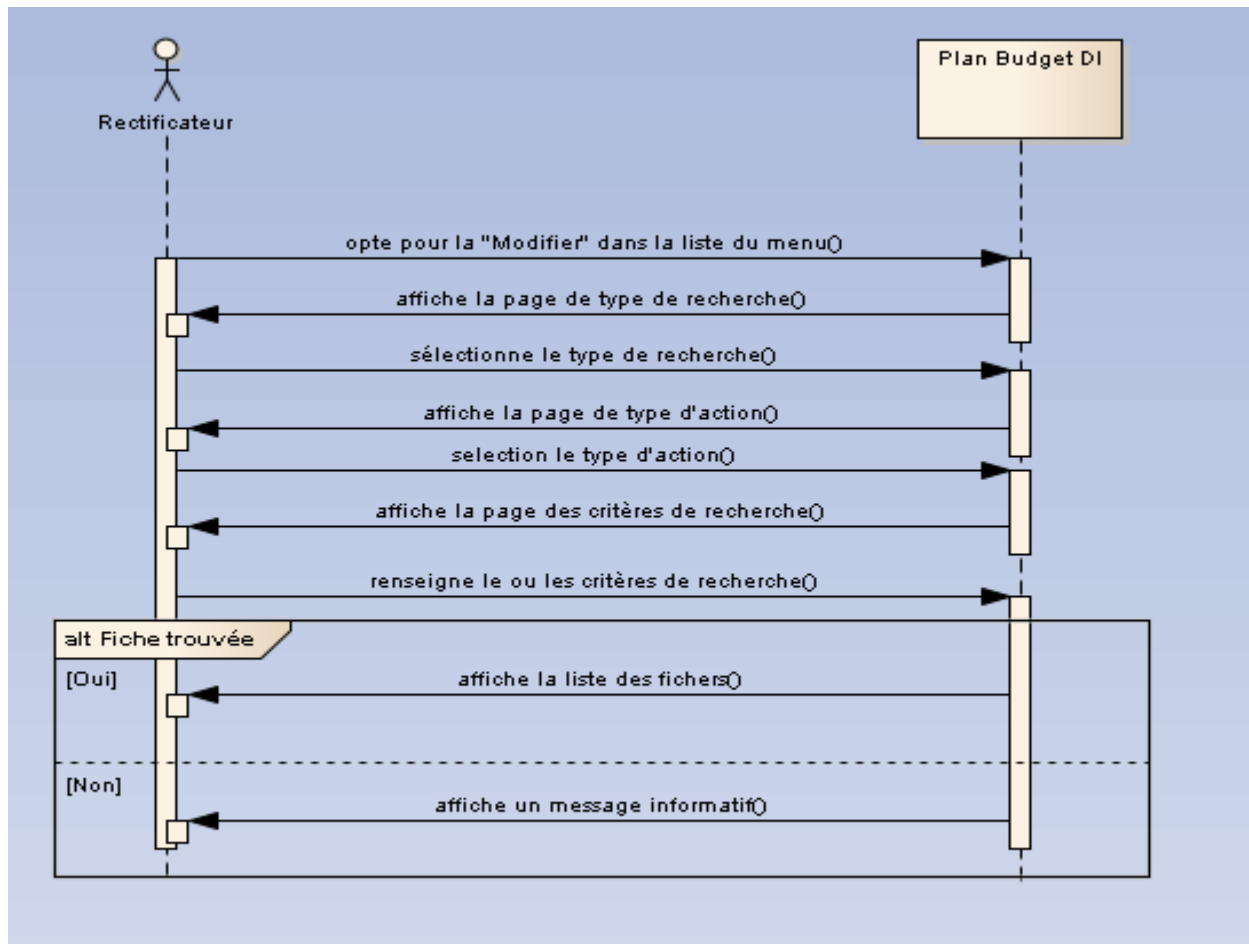 Plan Budget DI
Rectificateur
opte pour la "Modifier" dans la liste du menu()
affiche la page de type de recherche()
sélectionne le type de recherche()
affiche la page de type d'action()
selection le type d'action()
affiche la page des critères de recherche()
renseigne le ou les critères de recherche()
alt Fiche trouvée
[Oui]
affiche la liste des fichers()
[Non]
affiche un message informatif()